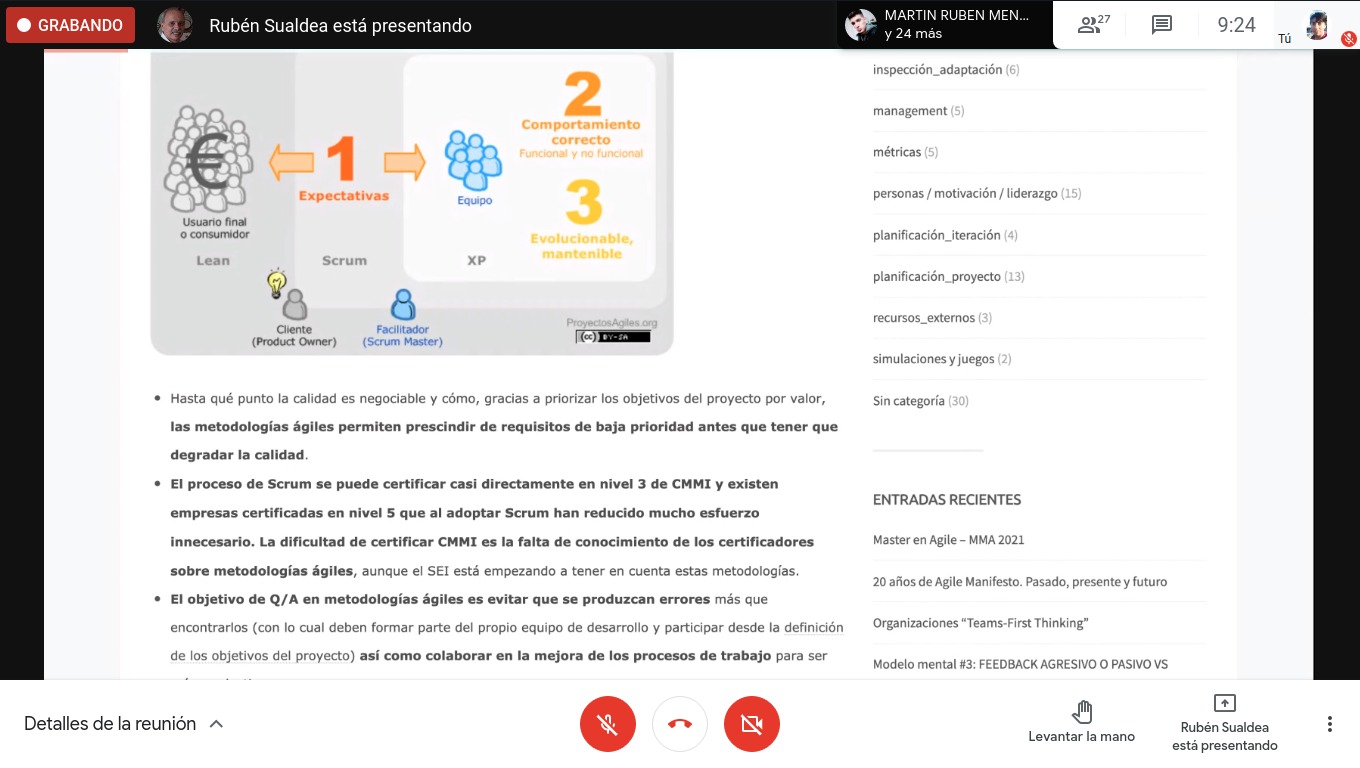 GRABANDO
Rubén Sualdea está presentando
MARTIN RUBEN MEN...
y 24 más
27
9:24
Tú
2
Comportamiento
correcto
Funcional y no funcional
€
1
Expectativas
Equipo
3
Evolucionable,
mantenible
Usuario final
o consumidor
Lean
Scrum
XP
Cliente
(Product Owner)
Facilitador
(Scrum Master)
ProyectosAgiles.org
(cc) BY-SA
• Hasta qué punto la calidad es negociable y cómo, gracias a priorizar los objetivos del proyecto por valor,
las metodologías ágiles permiten prescindir de requisitos de baja prioridad antes que tener que
degradar la calidad.
• El proceso de Scrum se puede certificar casi directamente en nivel 3 de CMMI y existen
empresas certificadas en nivel 5 que al adoptar Scrum han reducido mucho esfuerzo
innecesario. La dificultad de certificar CMMI es la falta de conocimiento de los certificadores
sobre metodologías ágiles, aunque el SEI está empezando a tener en cuenta estas metodologías.
• El objetivo de Q/A en metodologías ágiles es evitar que se produzcan errores más que
encontrarlos (con lo cual deben formar parte del propio equipo de desarrollo y participar desde la definición
de los objetivos del proyecto) así como colaborar en la mejora de los procesos de trabajo para ser
inspección_adaptación (6)
management (5)
métricas (5)
personas / motivación / liderazgo (15)
planificación_iteración (4)
planificación_proyecto (13)
recursos_externos (3)
simulaciones y juegos (2)
Sin categoría (30)
ENTRADAS RECIENTES
Master en Agile – MMA 2021
20 años de Agile Manifesto. Pasado, presente y futuro
Organizaciones “Teams-First Thinking”
Modelo mental #3: FEEDBACK AGRESIVO O PASIVO VS
Detalles de la reunión
Levantar la mano
Rubén Sualdea
está presentando